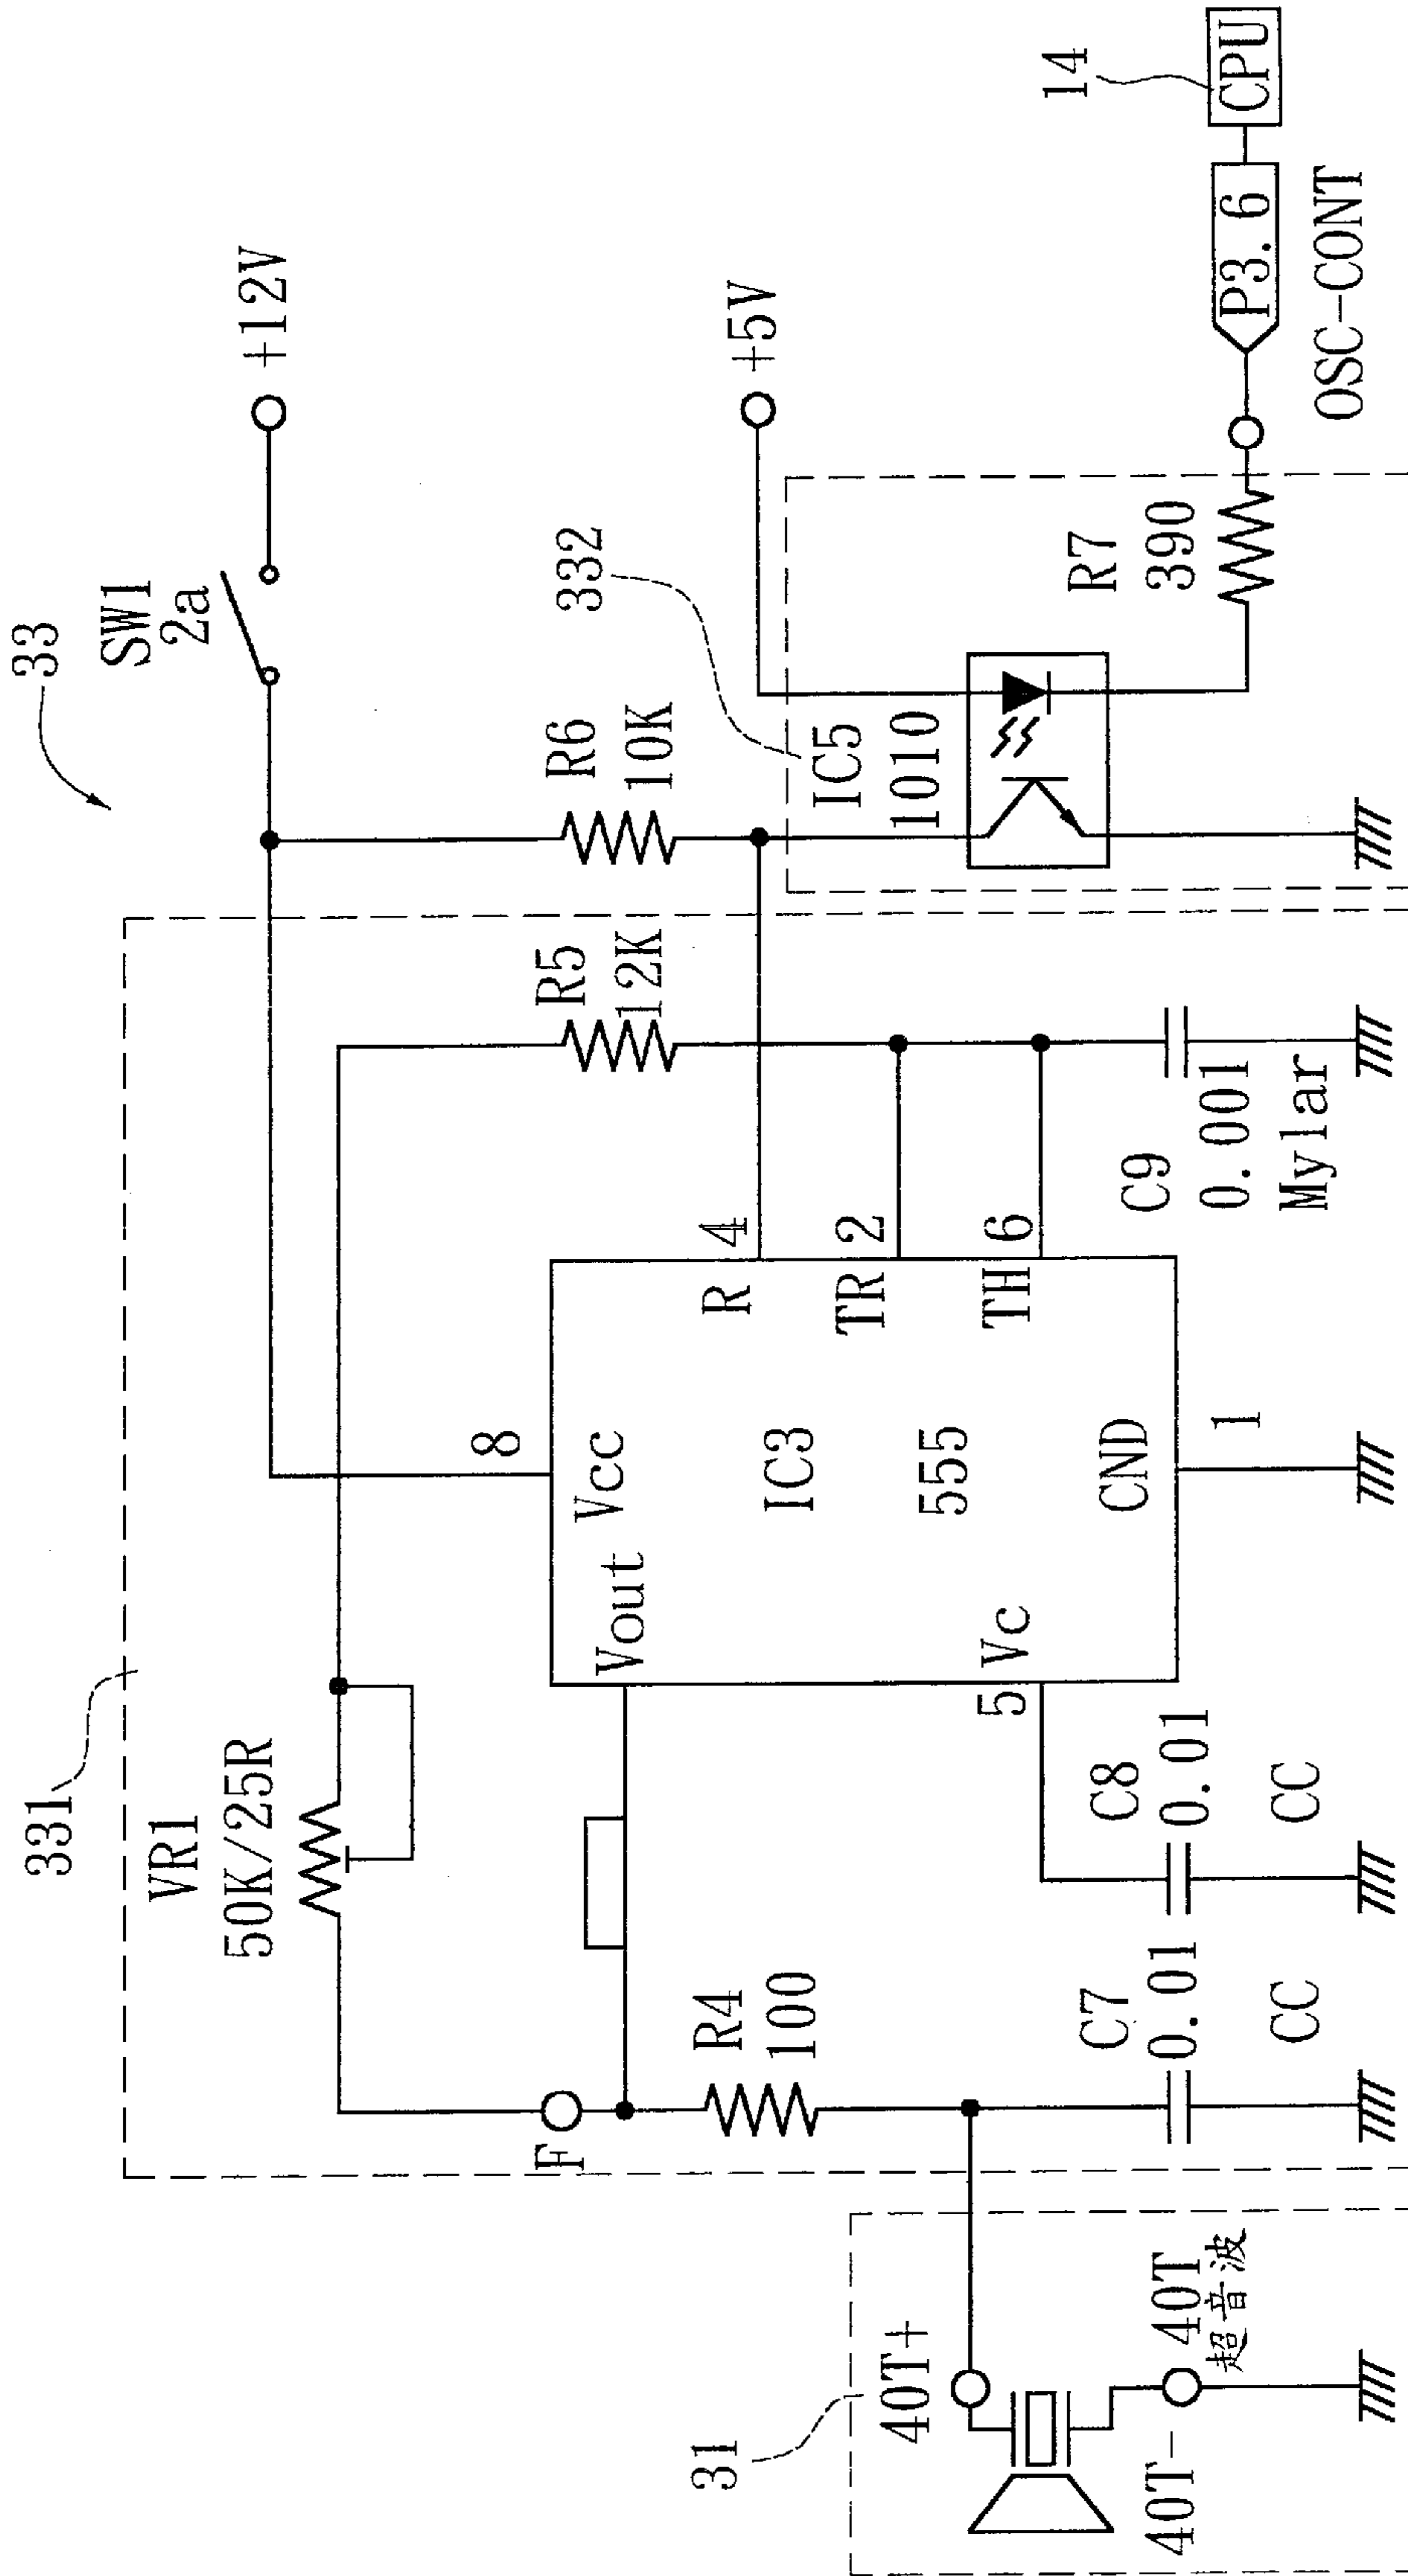 33
SW1
2a
+12V
331
VR1
50K/25R
R5
12K
R6
10K
332
+5V
F
R4
100
Vout
Vcc
8
IC3
555
R
4
TR
2
TH
6
CND
1
5
Vc
IC5
1010
R7
390
14
CPU
P3.6
OSC-CONT
31
40T+
40T-
40T
超音波
C7
0.01
CC
C8
0.01
CC
C9
0.001
Mylar